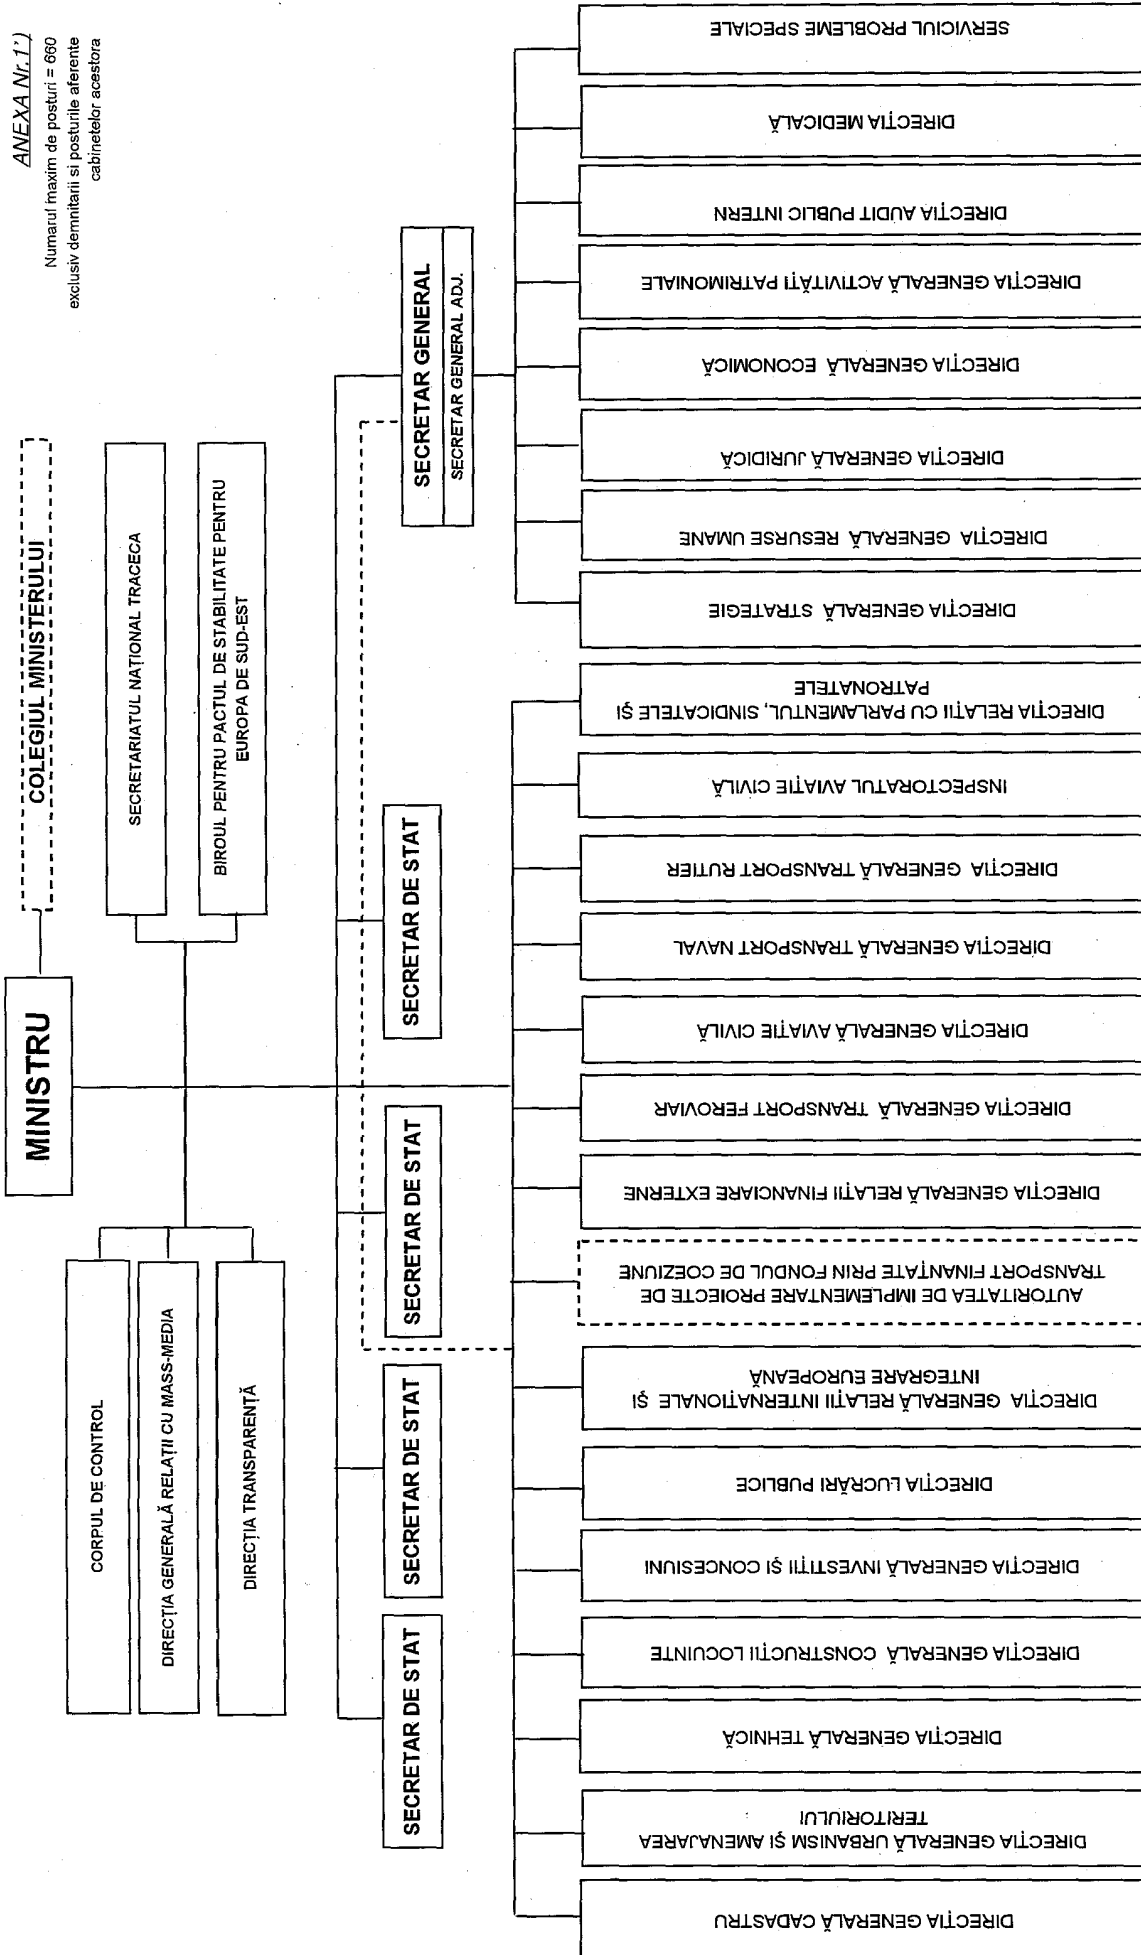 ANEXA Nr.1*)
Numarul maxim de posturi = 660
exclusiv demnitarii si posturile aferente
cabinetelor acestora
MINISTRU
COLEGIUL MINISTERULUI
CORPUL DE CONTROL
DIRECȚIA GENERALĂ RELAȚII CU MASS-MEDIA
DIRECȚIA TRANSPARENȚĂ
SECRETARIATUL NAȚIONAL TRACECA
BIROUL PENTRU PACTUL DE STABILITATE PENTRU
EUROPA DE SUD-EST
SECRETAR DE STAT
SECRETAR DE STAT
SECRETAR DE STAT
SECRETAR DE STAT
SECRETAR GENERAL
SECRETAR GENERAL ADJ.
DIRECȚIA GENERALĂ CADASTRU
DIRECȚIA GENERALĂ URBANISM ȘI AMENAJAREA
TERITORIULUI
DIRECȚIA GENERALĂ TEHNICĂ
DIRECȚIA GENERALĂ CONSTRUCȚII LOCUINTE
DIRECȚIA GENERALĂ INVESTIȚII ȘI CONCESIUNI
DIRECȚIA LUCRĂRI PUBLICE
DIRECȚIA GENERALĂ RELAȚII INTERNAȚIONALE ȘI
INTEGRARE EUROPEANĂ
AUTORITATEA DE IMPLEMENTARE PROIECTE DE
TRANSPORT FINANȚATE PRIN FONDUL DE COEZIUNE
DIRECȚIA GENERALĂ RELAȚII FINANCIARE EXTERNE
DIRECȚIA GENERALĂ TRANSPORT FEROVIAR
DIRECȚIA GENERALĂ AVIAȚIE CIVILĂ
DIRECȚIA GENERALĂ TRANSPORT NAVAL
DIRECȚIA GENERALĂ TRANSPORT RUTIER
INSPECTORATUL AVIAȚIE CIVILĂ
DIRECȚIA RELAȚII CU PARLAMENTUL, SINDICATELE ȘI
PATRONATELE
DIRECȚIA GENERALĂ STRATEGIE
DIRECȚIA GENERALĂ RESURSE UMANE
DIRECȚIA GENERALĂ JURIDICĂ
DIRECȚIA GENERALĂ ECONOMICĂ
DIRECȚIA GENERALĂ ACTIVITĂȚI PATRIMONIALE
DIRECȚIA AUDIT PUBLIC INTERN
DIRECȚIA MEDICALĂ
SERVICIUL PROBLEME SPECIALE